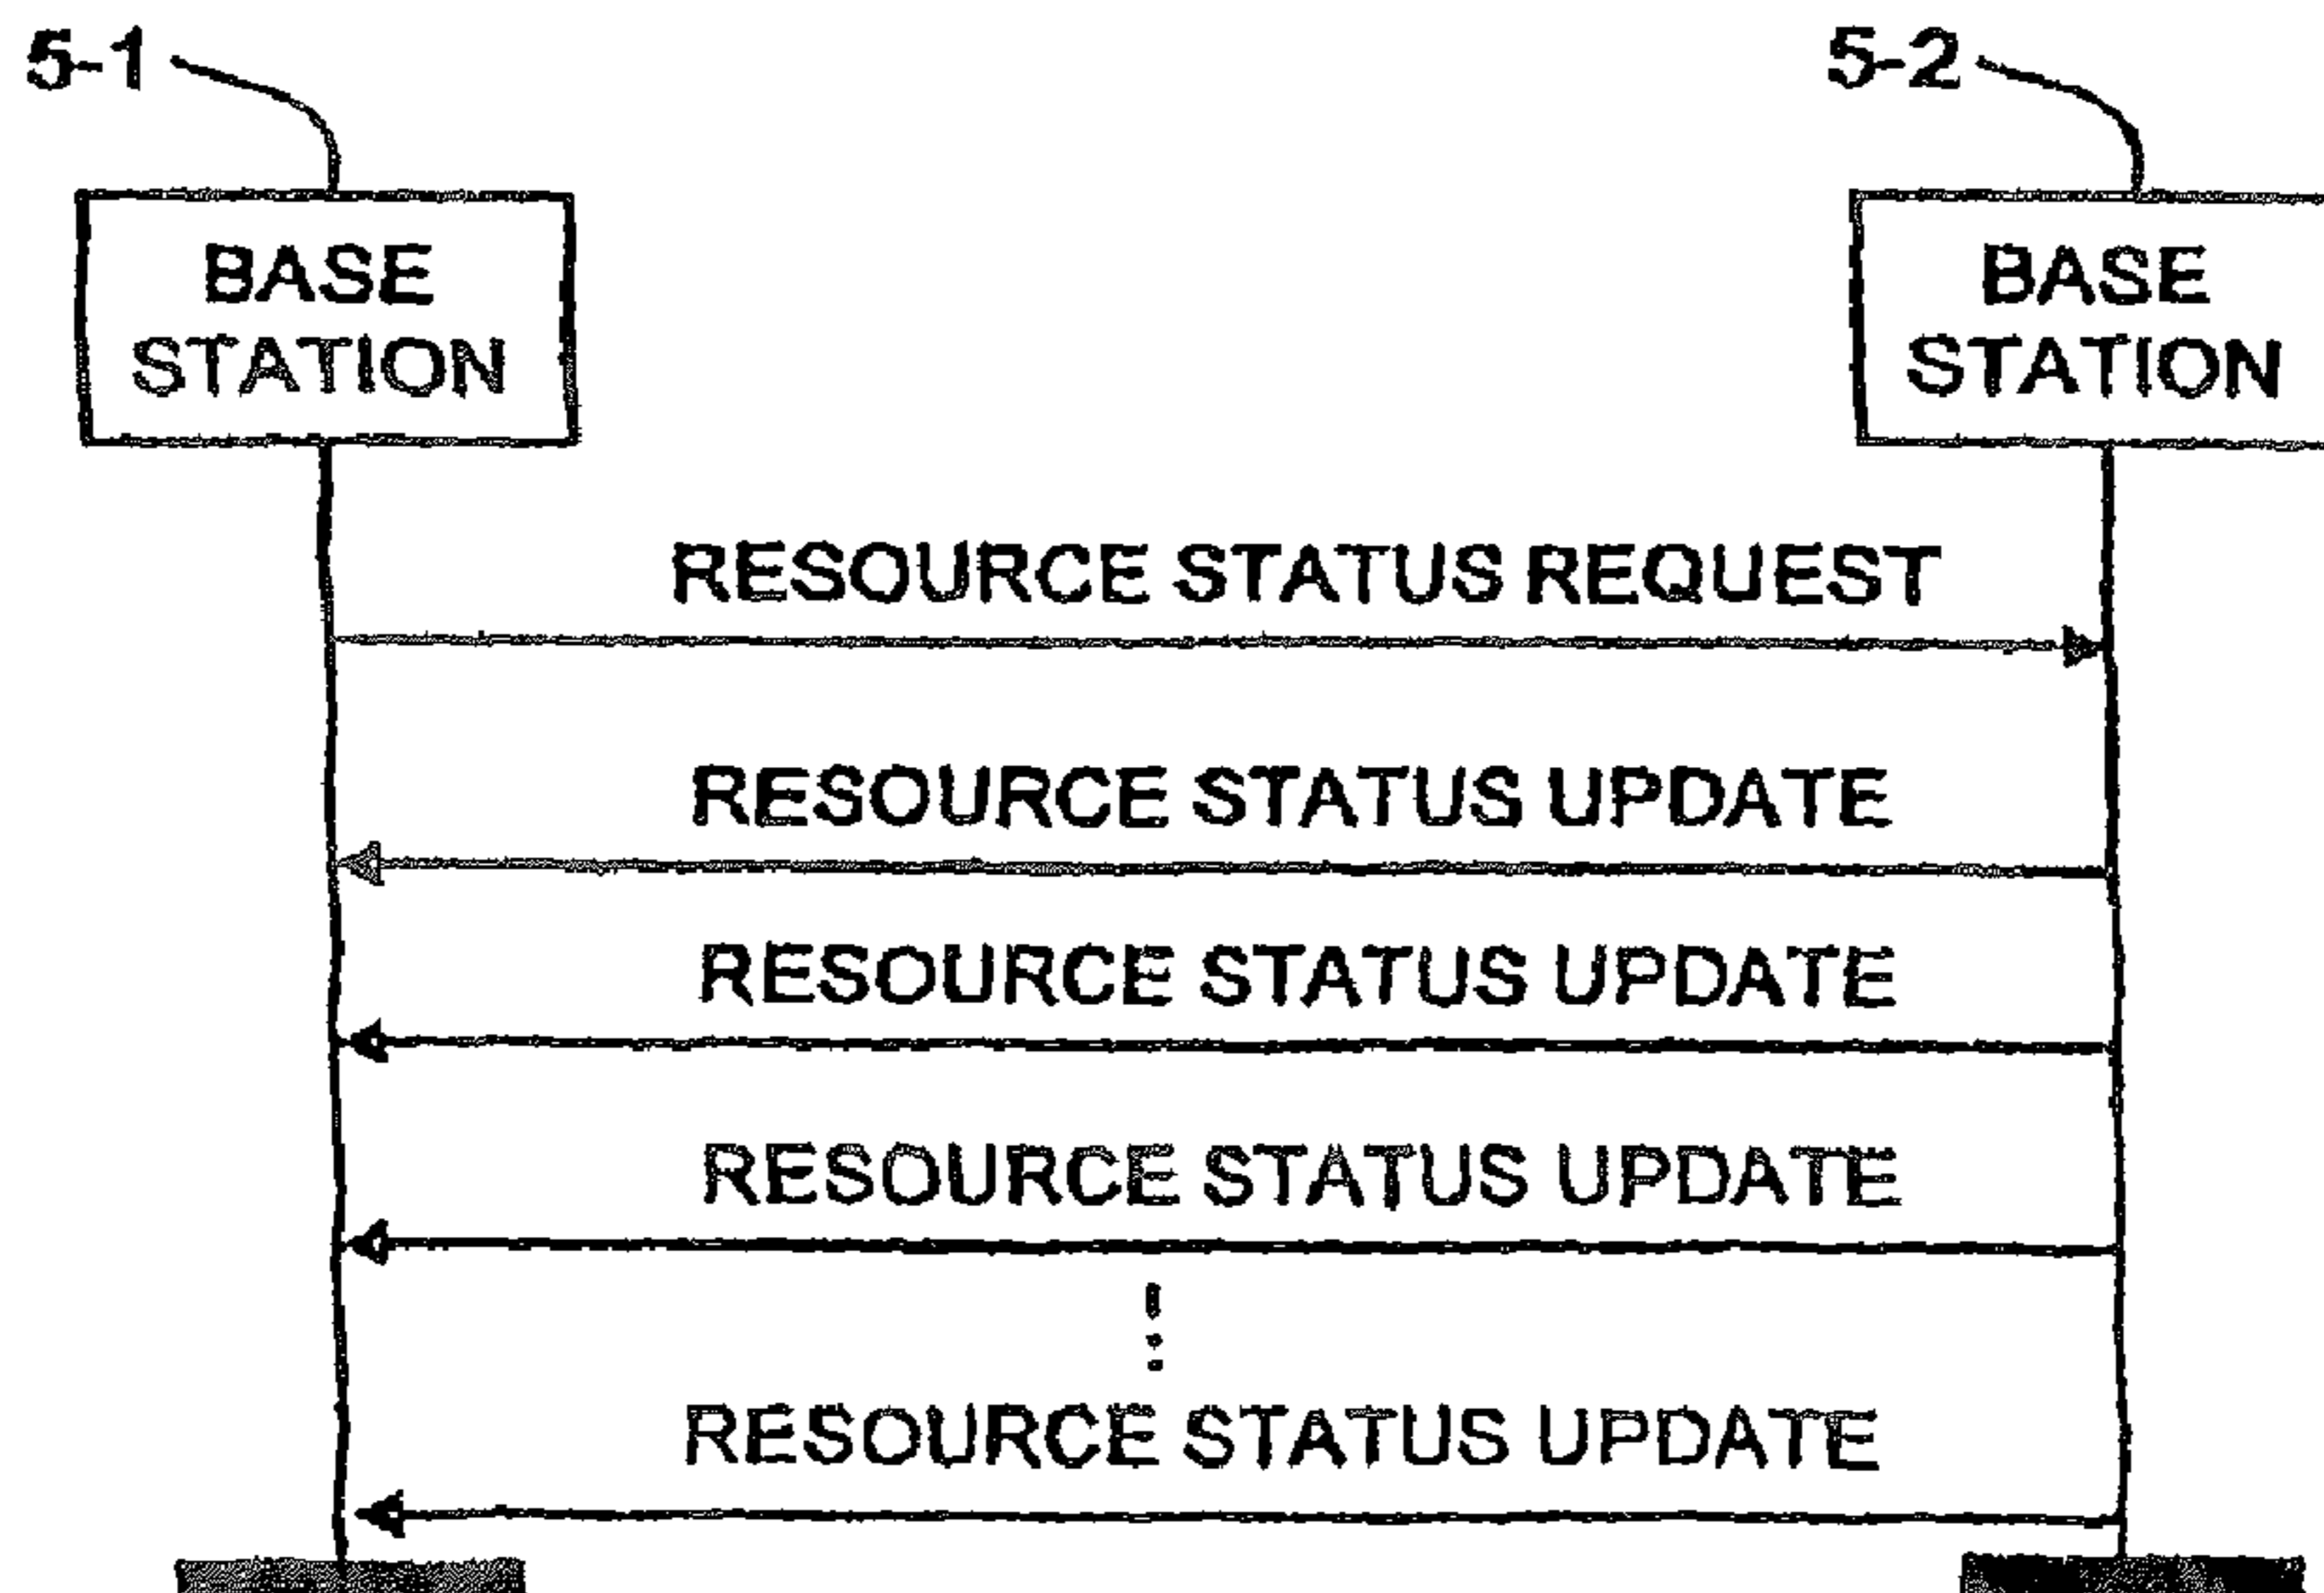 5-1
5-2
BASE
STATION
BASE
STATION
RESOURCE STATUS REQUEST
RESOURCE STATUS UPDATE
RESOURCE STATUS UPDATE
RESOURCE STATUS UPDATE
RESOURCE STATUS UPDATE